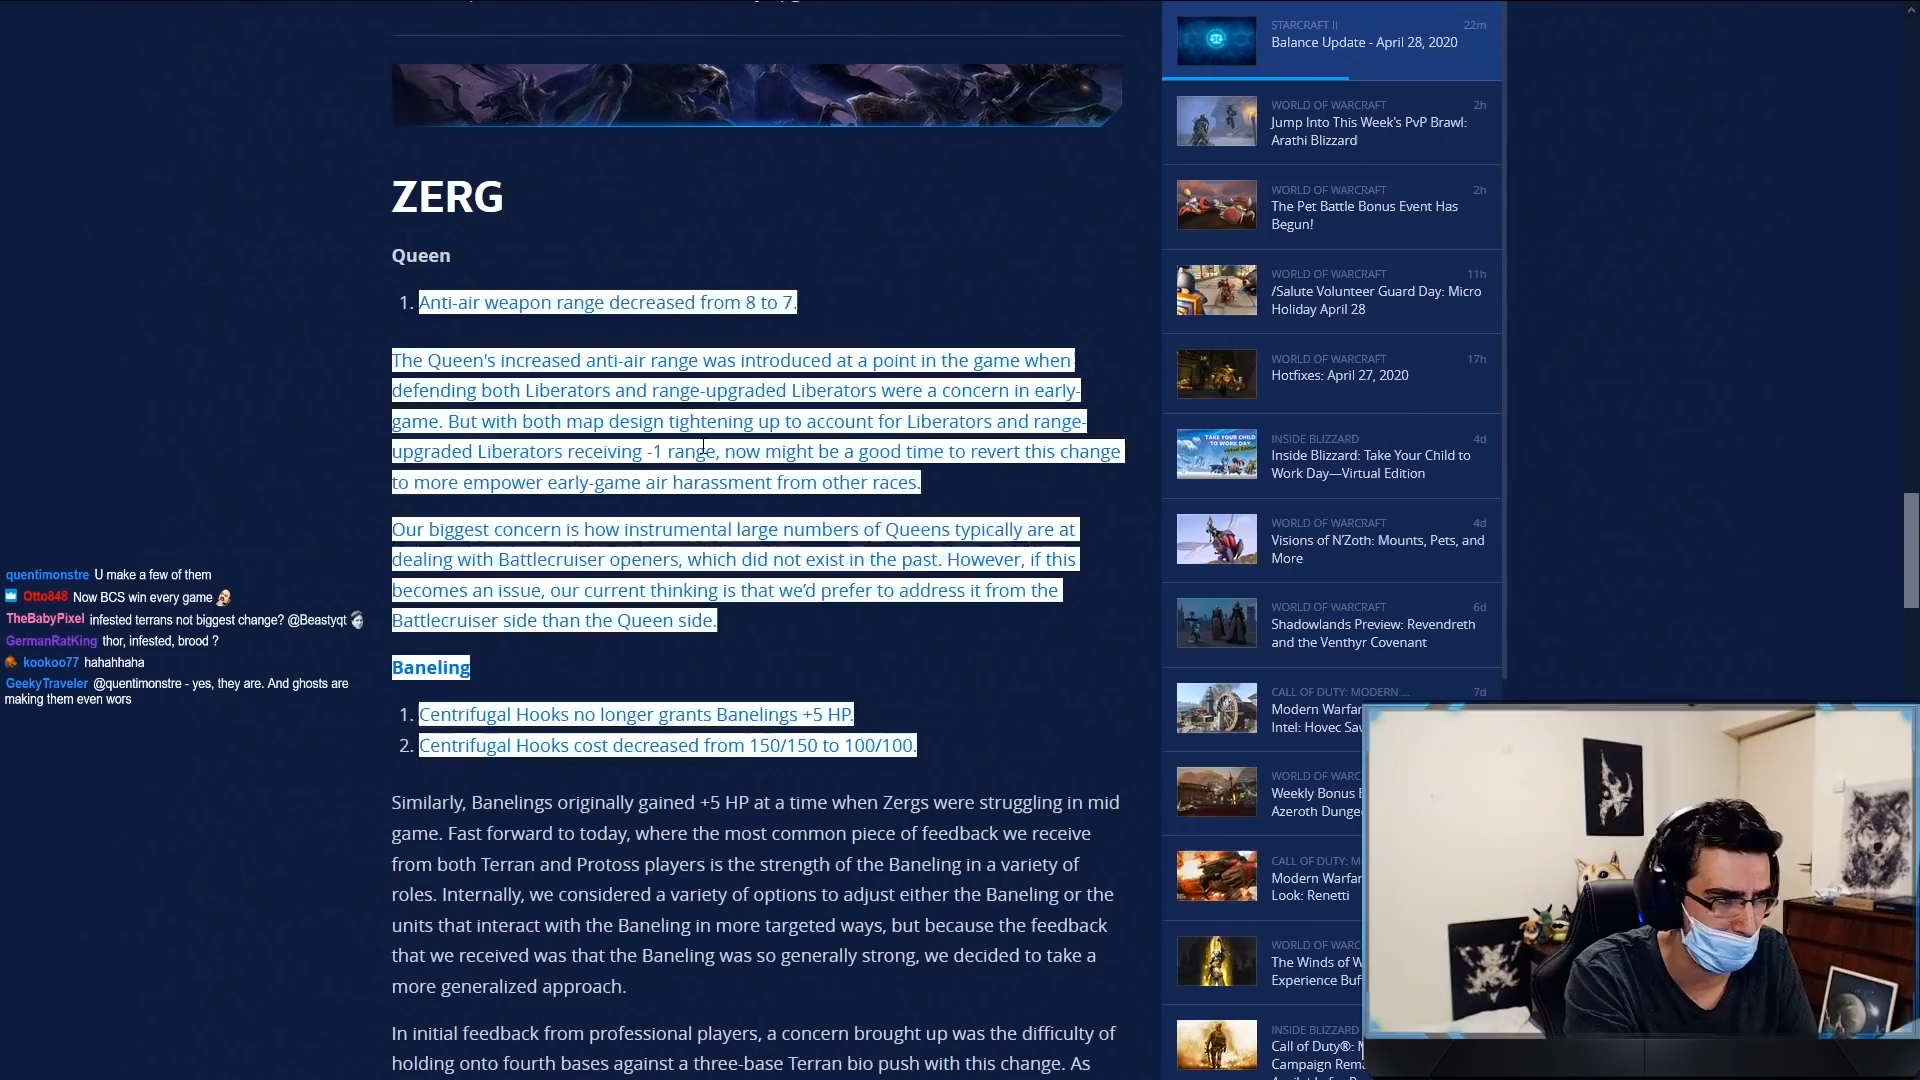 ZERG
Queen
1. Anti-air weapon range decreased from 8 to 7.
The Queen's increased anti-air range was introduced at a point in the game when
defending both Liberators and range-upgraded Liberators were a concern in early-
game. But with both map design tightening up to account for Liberators and range-
upgraded Liberators receiving -1 range, now might be a good time to revert this change
to more empower early-game air harassment from other races.
Our biggest concern is how instrumental large numbers of Queens typically are at
dealing with Battlecruiser openers, which did not exist in the past. However, if this
becomes an issue, our current thinking is that we’d prefer to address it from the
Battlecruiser side than the Queen side.
Baneling
1. Centrifugal Hooks no longer grants Banelings +5 HP.
2. Centrifugal Hooks cost decreased from 150/150 to 100/100.
Similarly, Banelings originally gained +5 HP at a time when Zergs were struggling in mid
game. Fast forward to today, where the most common piece of feedback we receive
from both Terran and Protoss players is the strength of the Baneling in a variety of
roles. Internally, we considered a variety of options to adjust either the Baneling or the
units that interact with the Baneling in more targeted ways, but because the feedback
that we received was that the Baneling was so generally strong, we decided to take a
more generalized approach.
In initial feedback from professional players, a concern brought up was the difficulty of
holding onto fourth bases against a three-base Terran bio push with this change. As
quentimonstre U make a few of them
Otto848 Now BCS win every game
TheBabyPixel infested terrans not biggest change? @Beastyqt
GermanRatKing thor, infested, brood ?
kookoo77 hahahhaha
GeekyTraveler @quentimonstre - yes, they are. And ghosts are
making them even wors
STARCRAFT II 22m
Balance Update - April 28, 2020
WORLD OF WARCRAFT 2h
Jump Into This Week's PvP Brawl:
Arathi Blizzard
WORLD OF WARCRAFT 2h
The Pet Battle Bonus Event Has
Begun!
WORLD OF WARCRAFT 11h
/Salute Volunteer Guard Day: Micro
Holiday April 28
WORLD OF WARCRAFT 17h
Hotfixes: April 27, 2020
TAKE YOUR CHILD
TO WORK DAY
INSIDE BLIZZARD 4d
Inside Blizzard: Take Your Child to
Work Day—Virtual Edition
WORLD OF WARCRAFT 4d
Visions of N’Zoth: Mounts, Pets, and
More
WORLD OF WARCRAFT 6d
Shadowlands Preview: Revendreth
and the Venthyr Covenant
CALL OF DUTY: MODERN ... 7d
Modern Warfar
Intel: Hovec Sav
WORLD OF WARC
Weekly Bonus E
Azeroth Dunge
CALL OF DUTY: M
Modern Warfar
Look: Renetti
WORLD OF WARC
The Winds of W
Experience Buf
INSIDE BLIZZARD
Call of Duty®:
Campaign Rema